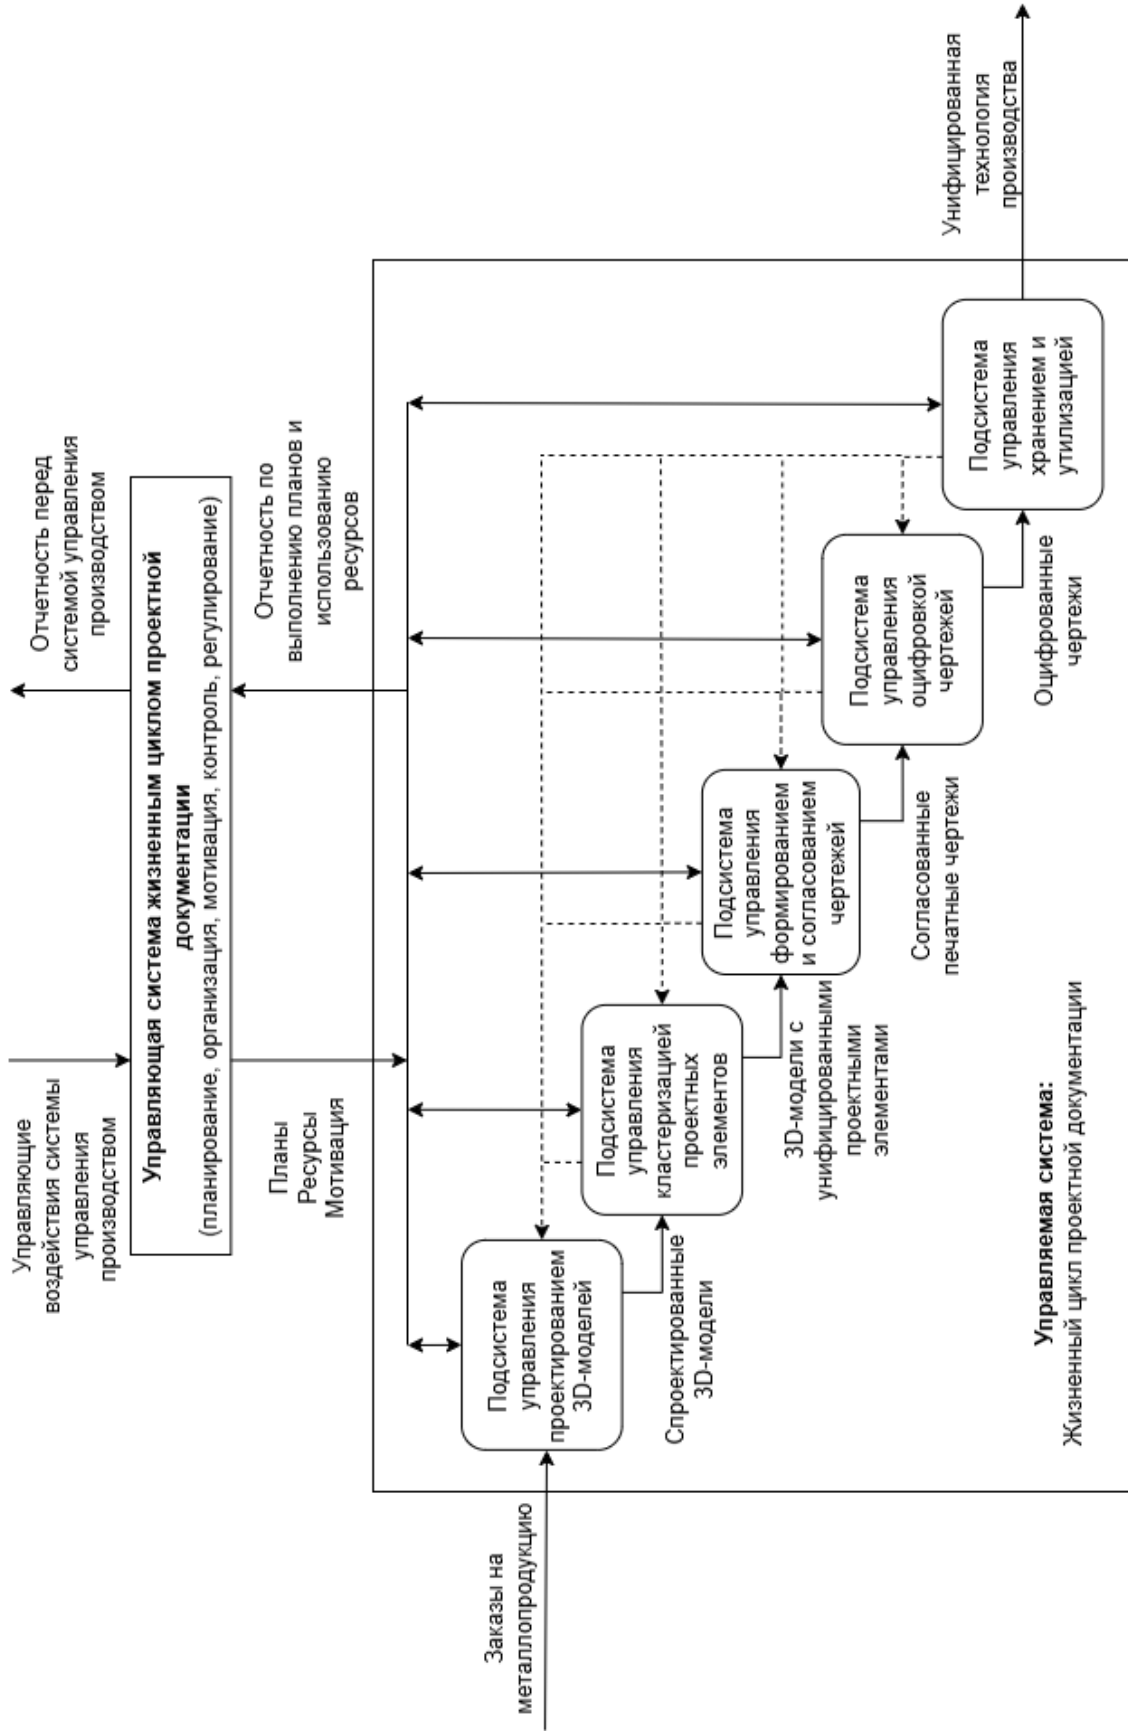 Управляющие
воздействия системы
управления
производством
Отчетность перед
системой управления
производством
Управляющая система жизненным циклом проектной
документации
(планирование, организация, мотивация, контроль, регулирование)
Планы
Ресурсы
Мотивация
Отчетность по
выполнению планов и
использованию
ресурсов
Заказы на
металлопродукцию
Подсистема
управления
проектированием
3D-моделей
Спроектированные
3D-модели
Подсистема
управления
кластеризацией
проектных
элементов
3D-модели с
унифицированными
проектными
элементами
Подсистема
управления
формированием
и согласованием
чертежей
Согласованные
печатные чертежи
Подсистема
управления
оцифровкой
чертежей
Оцифрованные
чертежи
Подсистема
управления
хранением и
утилизацией
Унифицированная
технология
производства
Управляемая система:
Жизненный цикл проектной документации